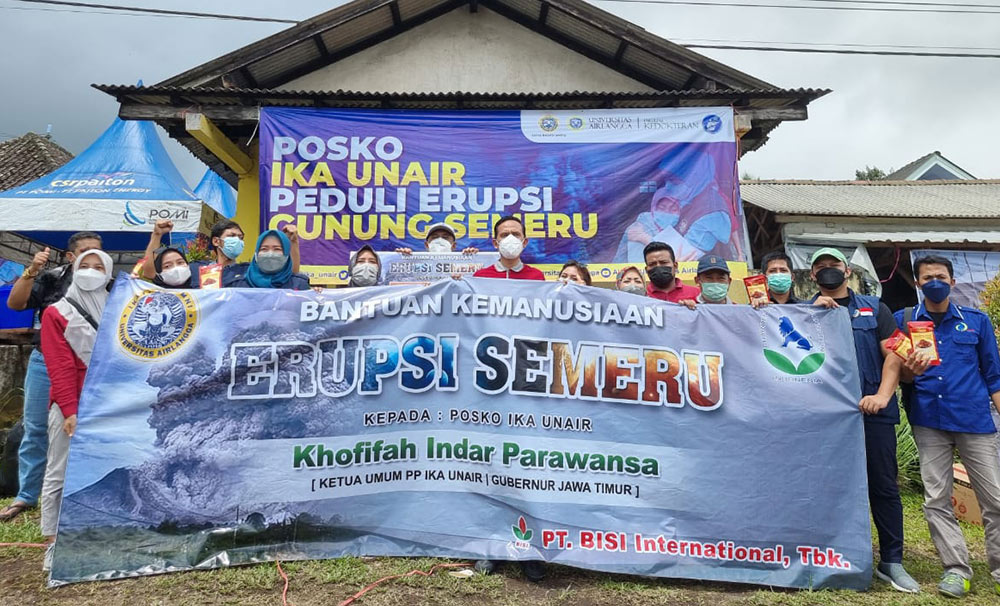 UNIVERSITAS AIRLANGGA
FAKULTAS KEDOKTERAN
POSKO
IKA UNAIR
PEDULI ERUPSI
GUNUNG SEMERU
csrpaiton
POMI
UNIVERSITAS AIRLANGGA
BANTUAN KEMANUSIAAN
ERUPSI SEMERU
KEPADA : POSKO IKA UNAIR
Khofifah Indar Parawansa
[ KETUA UMUM PP IKA UNAIR | GUBERNUR JAWA TIMUR ]
BISI
PT. BISI International, Tbk.